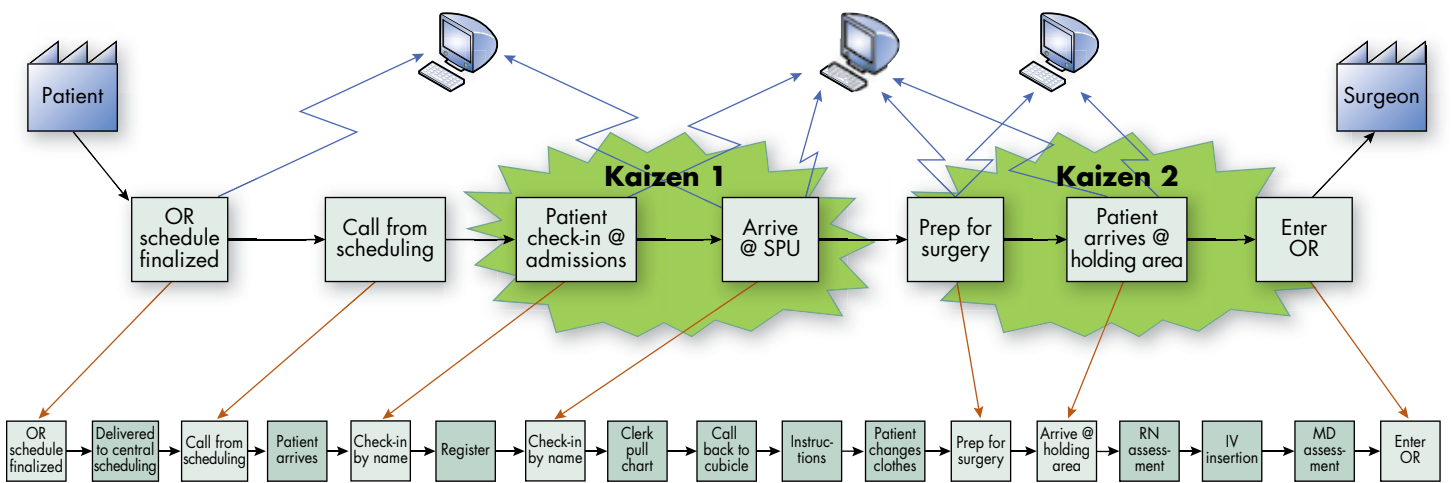 Patient
Surgeon
Kaizen 1
Kaizen 2
OR
schedule
finalized
Call from
scheduling
Patient
check-in @
admissions
Arrive
@ SPU
Prep for
surgery
Patient
arrives @
holding area
Enter
OR
OR
schedule
finalized
Delivered
to central
scheduling
Call from
scheduling
Patient
arrives
Check-in
by name
Register
Check-in
by name
Clerk
pull
chart
Call
back to
cubicle
Instruc-
tions
Patient
changes
clothes
Prep for
surgery
Arrive @
holding
area
RN
assess-
ment
IV
insertion
MD
assess-
ment
Enter
OR